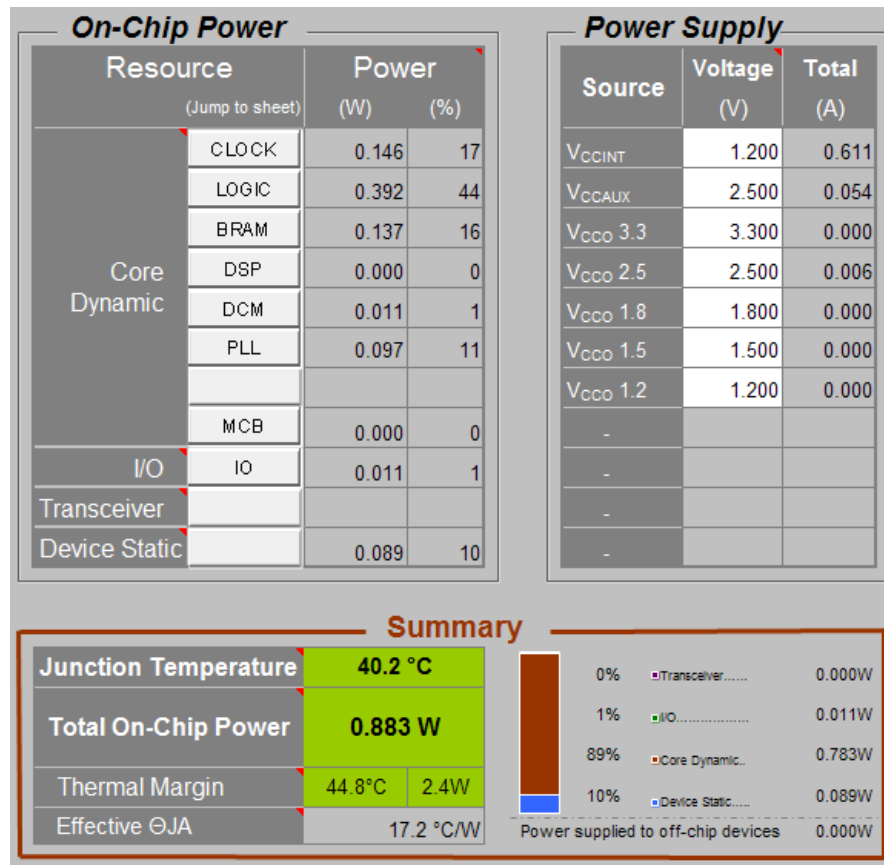 On-Chip Power
Resource Power
(Jump to sheet) (W) (%)
Core Dynamic
CLOCK 0.146 17
LOGIC 0.392 44
BRAM 0.137 16
DSP 0.000 0
DCM 0.011 1
PLL 0.097 11
MCB 0.000 0
I/O IO 0.011 1
Transceiver
Device Static 0.089 10
Power Supply
Source Voltage Total
(V) (A)
VCCINT 1.200 0.611
VCCAUX 2.500 0.054
VCCO 3.3 3.300 0.000
VCCO 2.5 2.500 0.006
VCCO 1.8 1.800 0.000
VCCO 1.5 1.500 0.000
VCCO 1.2 1.200 0.000
-
-
-
-
Summary
Junction Temperature 40.2 °C
Total On-Chip Power 0.883 W
Thermal Margin 44.8°C 2.4W
Effective ΘJA 17.2 °C/W
0% Transceiver...... 0.000W
1% I/O.................. 0.011W
89% Core Dynamic.. 0.783W
10% Device Static..... 0.089W
Power supplied to off-chip devices 0.000W